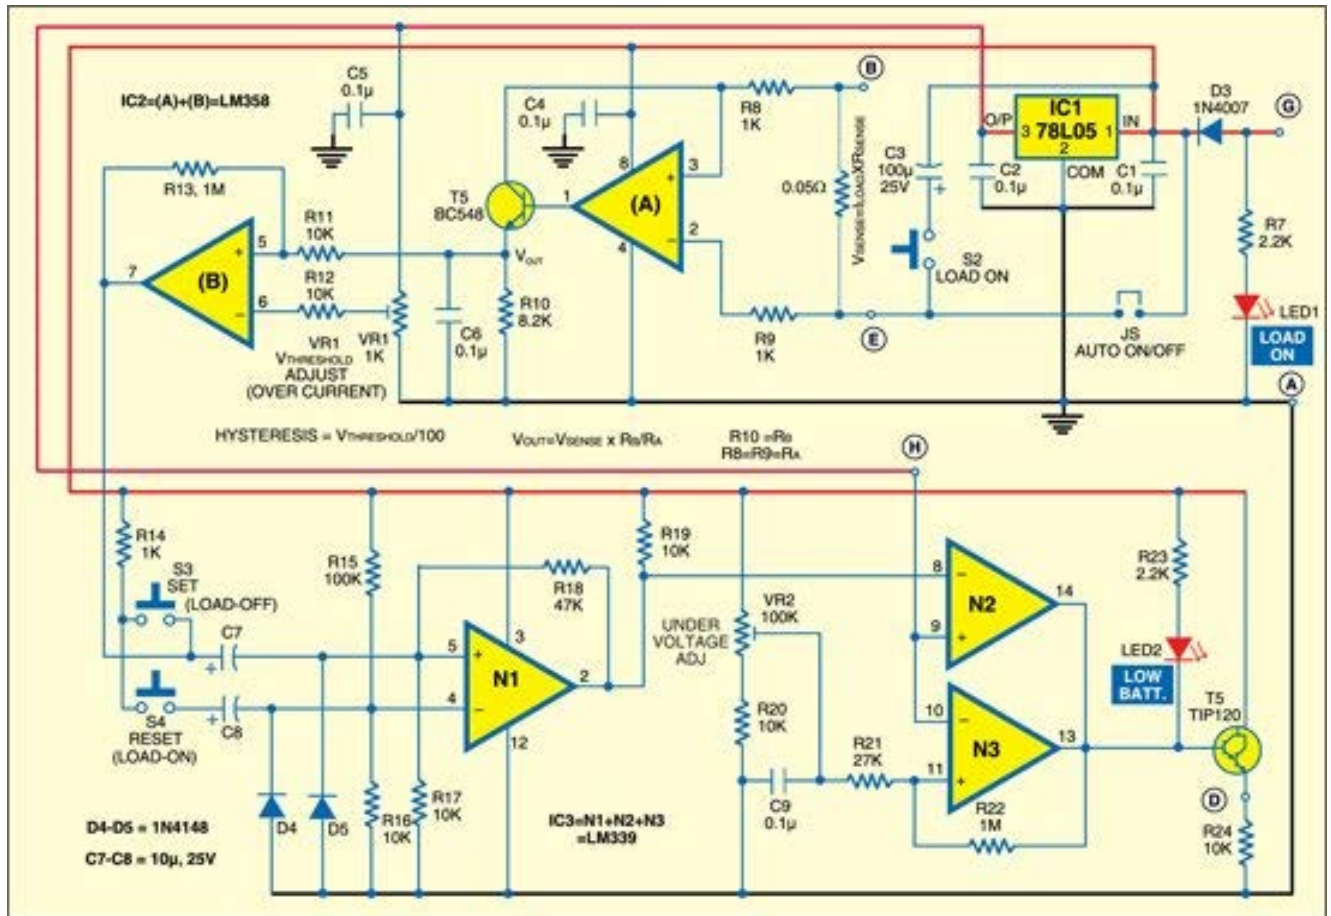 IC2=(A)+(B)=LM358
C5
0.1µ
C4
0.1µ
R8
1K
B
VSENSE=ILOADXRSENSE
0.05Ω
C3
100µ
25V
+
O/P
IC1
3 78L05 1
2
IN
COM
C2
0.1µ
C1
0.1µ
D3
1N4007
G
R13, 1M
T5
BC548
1
8
(A)
+
3
–
2
4
R7
2.2K
R11
10K
R12
10K
7
(B)
+
5
–
6
VOUT
R10
8.2K
C6
0.1µ
VR1
1K
VR1
VTHRESHOLD
ADJUST
(OVER CURRENT)
S2
LOAD ON
R9
1K
E
JS
AUTO ON/OFF
LED1
LOAD
ON
A
HYSTERESIS = VTHRESHOLD/100
VOUT=VSENSE x RB/RA
R10 =RB
R8=R9=RA
H
R14
1K
S3
SET
(LOAD-OFF)
R15
100K
R18
47K
R19
10K
VR2
100K
UNDER
VOLTAGE
ADJ
8
–
N2
14
9
+
R23
2.2K
LED2
LOW
BATT.
C7
+
S4
RESET
(LOAD-ON)
+
C8
5
+
3
N1
2
4
–
12
R20
10K
R21
27K
10
–
N3
13
11
+
T5
TIP120
D
C9
0.1µ
R22
1M
R24
10K
D4
D5
R16
10K
R17
10K
D4-D5 = 1N4148
C7-C8 = 10µ, 25V
IC3=N1+N2+N3
=LM339